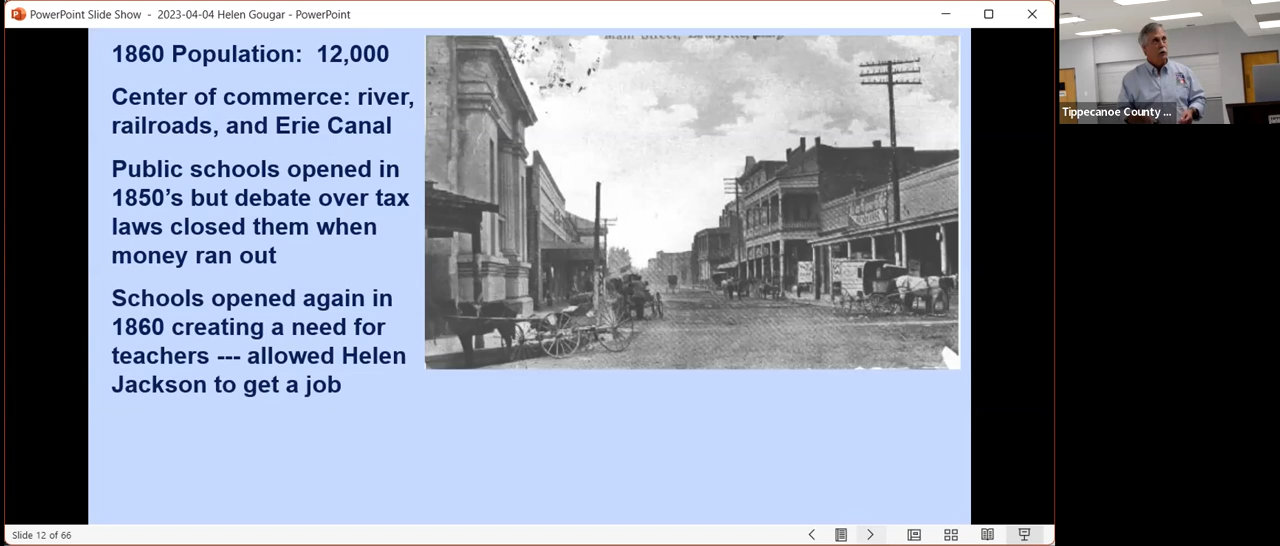 PowerPoint Slide Show - 2023-04-04 Helen Gougar - PowerPoint
1860 Population: 12,000
Center of commerce: river,
railroads, and Erie Canal
Public schools opened in
1850’s but debate over tax
laws closed them when
money ran out
Schools opened again in
1860 creating a need for
teachers --- allowed Helen
Jackson to get a job
Main Street, Lafayette,
Tippecanoe County ...
Slide 12 of 66